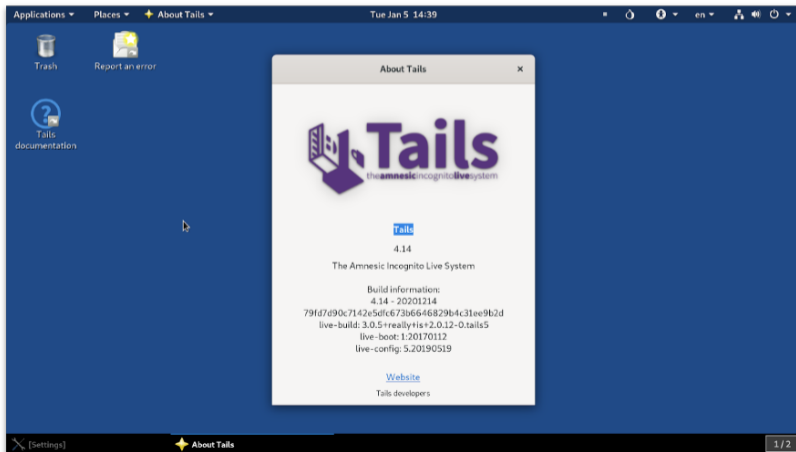 Applications Places About Tails Tue Jan 5 14:39 en
Trash
Report an error
Tails
documentation
About Tails
Tails
theamnesicincognitolivesystem
Tails
4.14
The Amnesic Incognito Live System
Build information:
4.14 - 20201214
79fd7d90c7142e5dfc673b6646829b4c31ee9b2d
live-build: 3.0.5+really+is+2.0.12-0.tails5
live-boot: 1:20170112
live-config: 5.20190519
Website
Tails developers
[Settings] About Tails 1/2